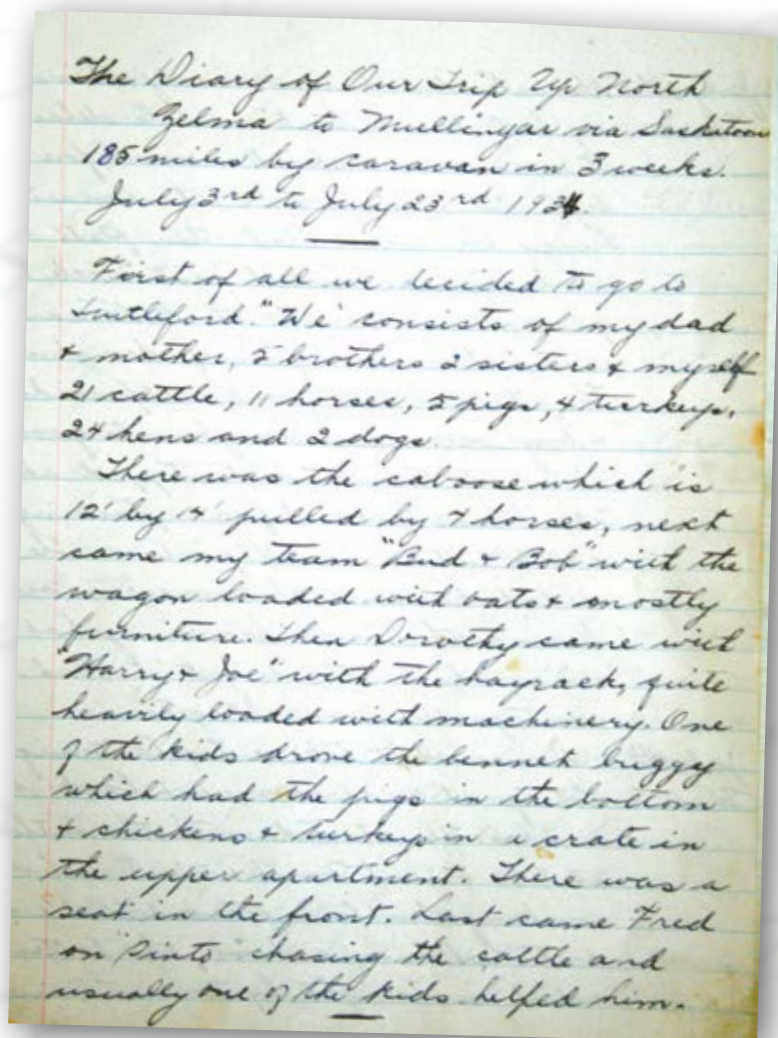 The Diary of Our Trip Up North
Zelma to Mullingar via Saskatoon
185 miles by caravan in 3 weeks.
July 3rd to July 23rd 1934.
First of all we decided to go to
Turtleford. "We" consists of my dad
+ mother, 5 brothers 2 sisters + myself
21 cattle, 11 horses, 5 pigs, 4 turkeys,
24 hens and 2 dogs.
There was the caboose which is
12' by 14' pulled by 4 horses, next
came my team "Bud + Bob" with the
wagon loaded with oats + mostly
furniture. Then Dorothy came with
"Harry + Joe" with the hayrack, quite
heavily loaded with machinery. One
of the kids drove the bennet buggy
which had the pigs in the bottom
+ chickens + turkeys in a crate in
the upper apartment. There was a
seat in the front. Last came Fred
on "Pinto" chasing the cattle and
usually one of the kids helped him.